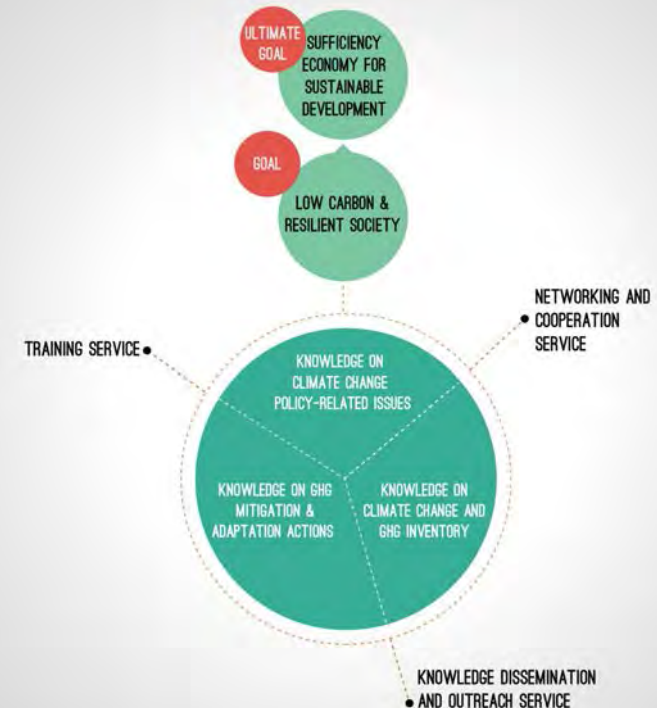 ULTIMATE
GOAL
SUFFICIENCY
ECONOMY FOR
SUSTAINABLE
DEVELOPMENT
GOAL
LOW CARBON &
RESILIENT SOCIETY
NETWORKING AND
COOPERATION
SERVICE
TRAINING SERVICE
KNOWLEDGE ON
CLIMATE CHANGE
POLICY-RELATED ISSUES
KNOWLEDGE ON GHG
MITIGATION &
ADAPTATION ACTIONS
KNOWLEDGE ON
CLIMATE CHANGE AND
GHG INVENTORY
KNOWLEDGE DISSEMINATION
AND OUTREACH SERVICE